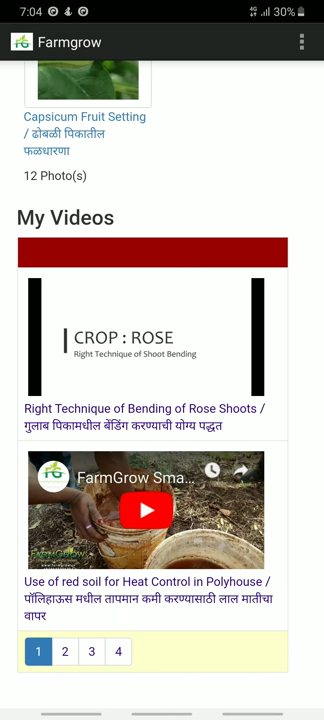 7:04
4G
30%
Farmgrow
Capsicum Fruit Setting
/ ढोबळी पिकातील
फळधारणा
12 Photo(s)
My Videos
CROP : ROSE
Right Technique of Shoot Bending
Right Technique of Bending of Rose Shoots /
गुलाब पिकामधील बेंडिंग करण्याची योग्य पद्धत
FarmGrow Sma...
FARMGROW
Use of red soil for Heat Control in Polyhouse /
पॉलिहाऊस मधील तापमान कमी करण्यासाठी लाल मातीचा
वापर
1 2 3 4